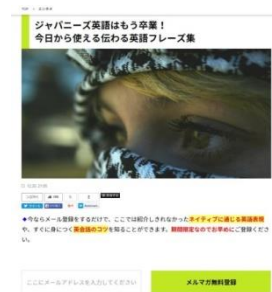 ジャパニーズ英語はもう卒業！
今日から使える伝わる英語フレーズ集
◆今ならメール登録をするだけで、ここでは紹介しきれなかったネイティブに通じる英語表現
や、すぐに身につく英会話のコツを知ることができます。期間限定なのでお早めにご登録くださ
い。
ここにメールアドレスを入力してください
メルマガ無料登録